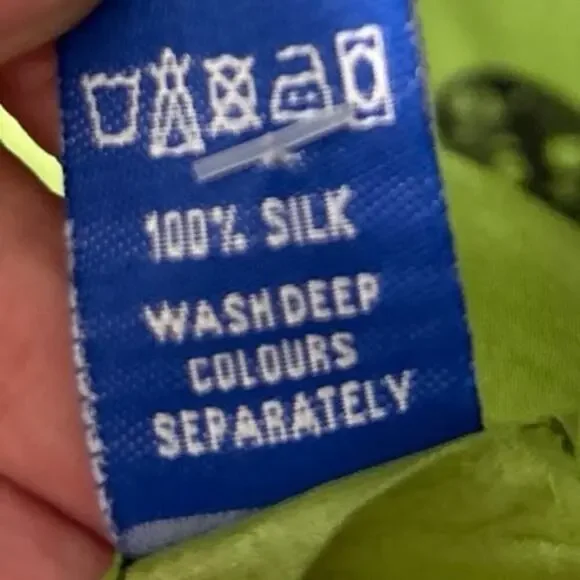 100% SILK
WASH DEEP
COLOURS
SEPARATELY